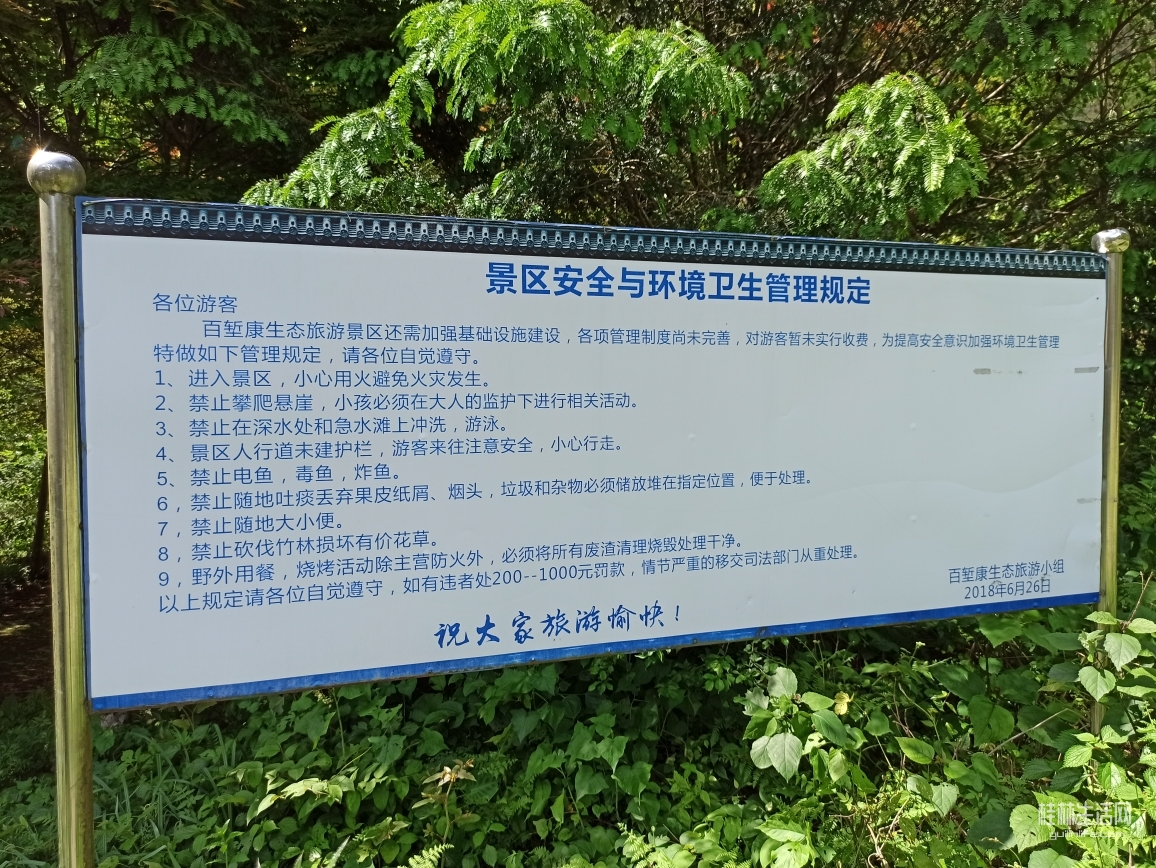 景区安全与环境卫生管理规定
各位游客
百堑康生态旅游景区还需加强基础设施建设，各项管理制度尚未完善，对游客暂未实行收费，为提高安全意识加强环境卫生管理
特做如下管理规定，请各位自觉遵守。
1、进入景区，小心用火避免火灾发生。
2、禁止攀爬悬崖，小孩必须在大人的监护下进行相关活动。
3、禁止在深水处和急水滩上冲洗，游泳。
4、景区人行道未建护栏，游客来往注意安全，小心行走。
5、禁止电鱼，毒鱼，炸鱼。
6，禁止随地吐痰丢弃果皮纸屑、烟头，垃圾和杂物必须储放堆在指定位置，便于处理。
7，禁止随地大小便。
8，禁止砍伐竹林损坏有价花草。
9，野外用餐，烧烤活动除主营防火外，必须将所有废渣清理烧毁处理干净。
以上规定请各位自觉遵守，如有违者处200--1000元罚款，情节严重的移交司法部门从重处理。
百堑康生态旅游小组
2018年6月26日
祝大家旅游愉快！
桂林生活网
guilinlife.com